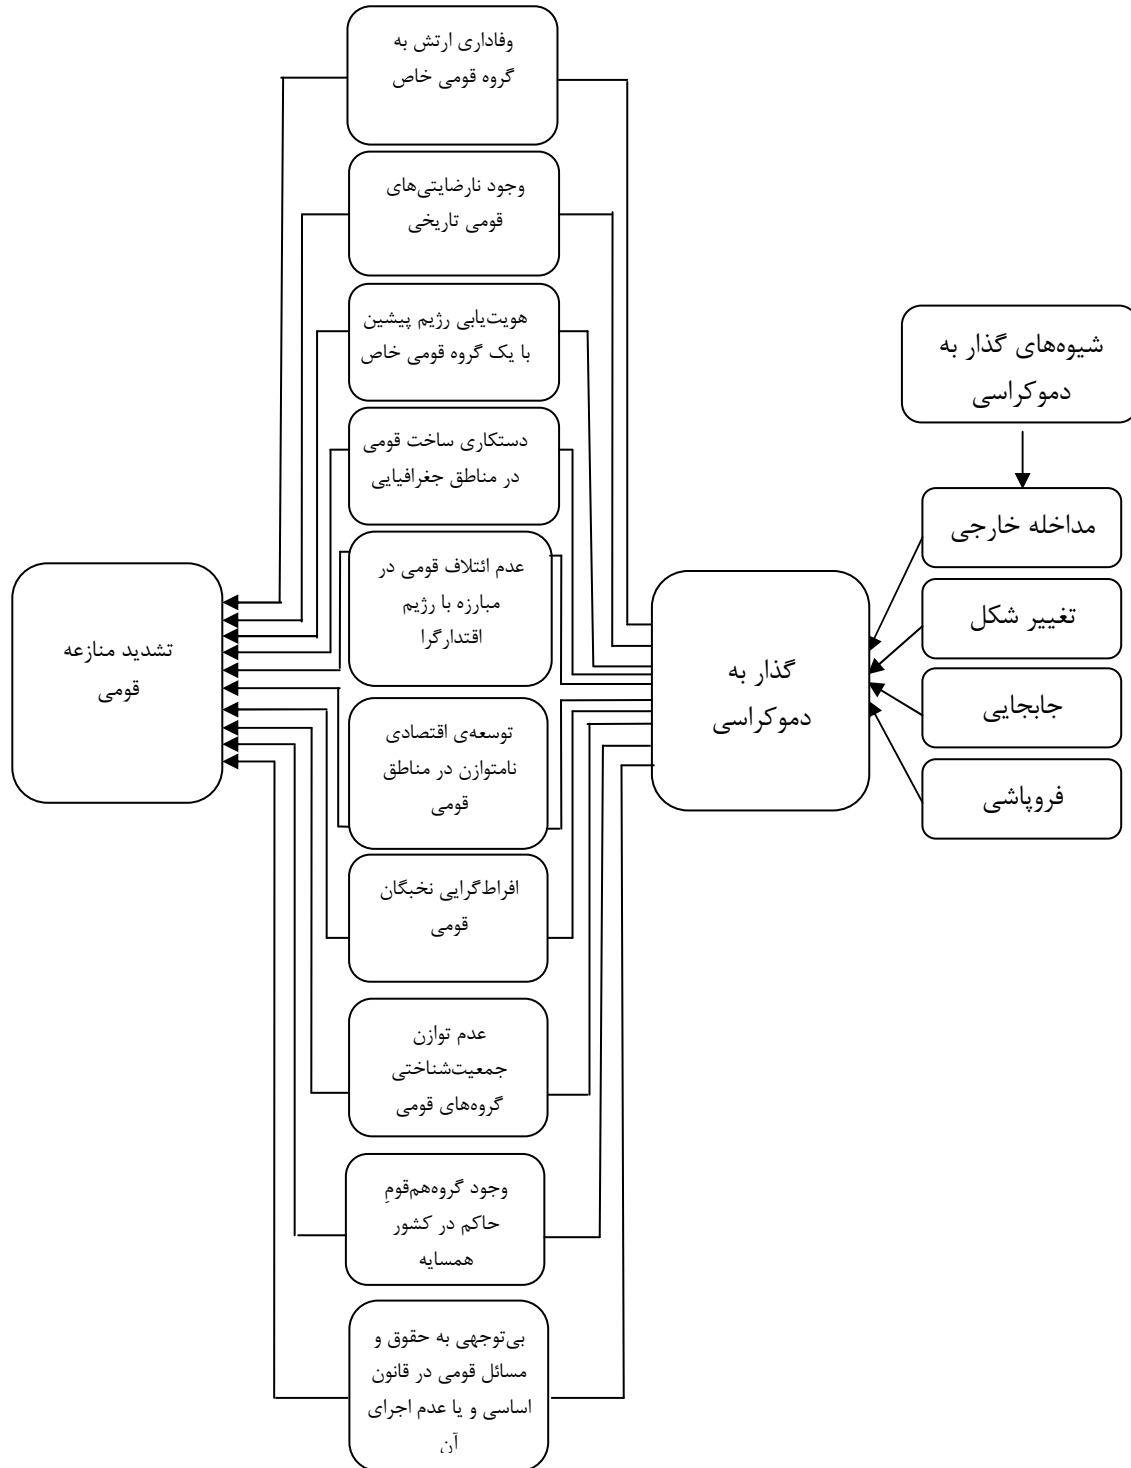 وفاداری ارتش به
گروه قومی خاص
وجود نارضایتی‌های
قومی تاریخی
هویت‌یابی رژیم پیشین
با یک گروه قومی خاص
دستکاری ساخت قومی
در مناطق جغرافیایی
عدم ائتلاف قومی در
مبارزه با رژیم
اقتدارگرا
توسعه‌ی اقتصادی
نامتوازن در مناطق
قومی
افراط‌گرایی نخبگان
قومی
عدم توازن
جمعیت‌شناختی
گروه‌های قومی
وجود گروه‌هم‌قومِ
حاکم در کشور
همسایه
بی‌توجهی به حقوق و
مسائل قومی در قانون
اساسی و یا عدم اجرای
آن
شیوه‌های گذار به
دموکراسی
مداخله خارجی
تغییر شکل
جابجایی
فروپاشی
گذار به
دموکراسی
تشدید منازعه
قومی